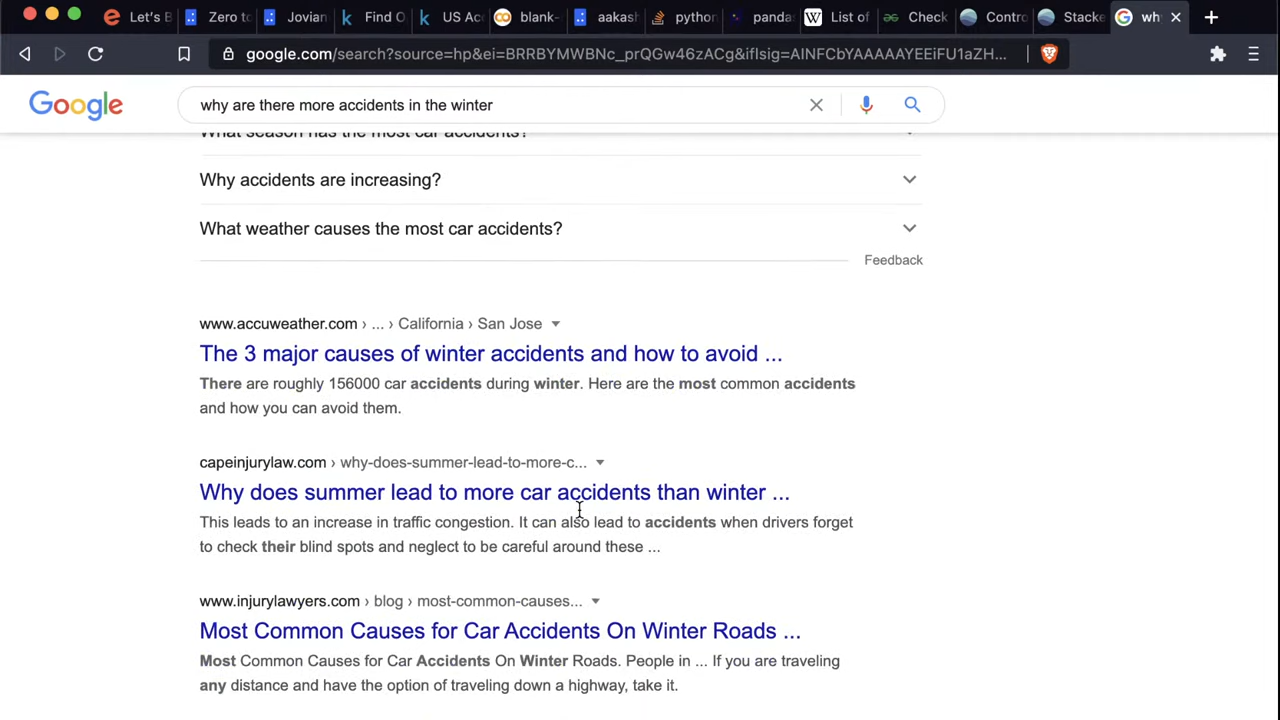 Let's B
Zero to
Jovian
Find O
US Acc
blank-
aakash
python
panda
List of
Check
Contro
Stacke
wh
google.com/search?source=hp&ei=BRRBYMWBNc_prQGw46zACg&iflsig=AINFCbYAAAAAYEEiFU1aZH...
Google
why are there more accidents in the winter
What season has the most car accidents?
Why accidents are increasing?
What weather causes the most car accidents?
Feedback
www.accuweather.com › ... › California › San Jose
The 3 major causes of winter accidents and how to avoid ...
There are roughly 156000 car accidents during winter. Here are the most common accidents
and how you can avoid them.
capeinjurylaw.com › why-does-summer-lead-to-more-c...
Why does summer lead to more car accidents than winter ...
This leads to an increase in traffic congestion. It can also lead to accidents when drivers forget
to check their blind spots and neglect to be careful around these ...
www.injurylawyers.com › blog › most-common-causes...
Most Common Causes for Car Accidents On Winter Roads ...
Most Common Causes for Car Accidents On Winter Roads. People in ... If you are traveling
any distance and have the option of traveling down a highway, take it.